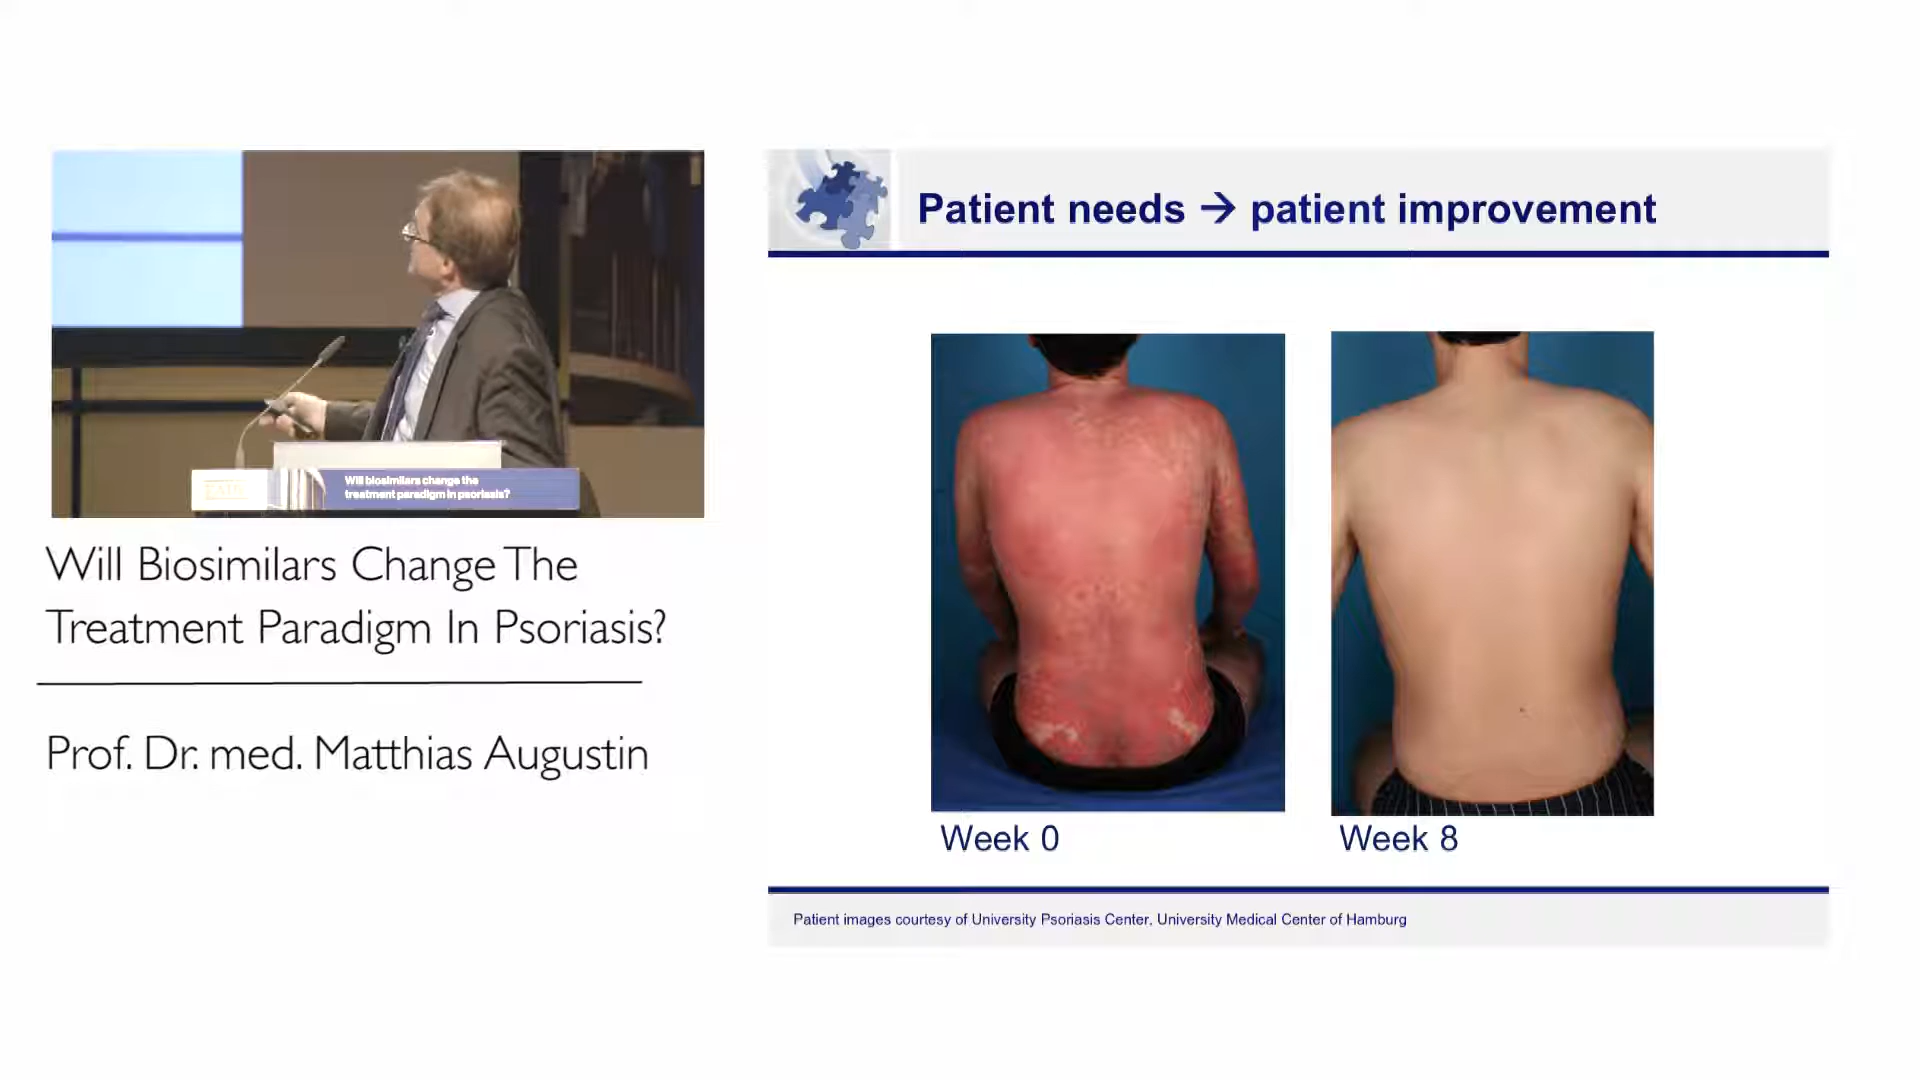 Patient needs → patient improvement
Will biosimilars change the
treatment paradigm in psoriasis?
Will Biosimilars Change The
Treatment Paradigm In Psoriasis?
Prof. Dr. med. Matthias Augustin
Week 0
Week 8
Patient images courtesy of University Psoriasis Center, University Medical Center of Hamburg